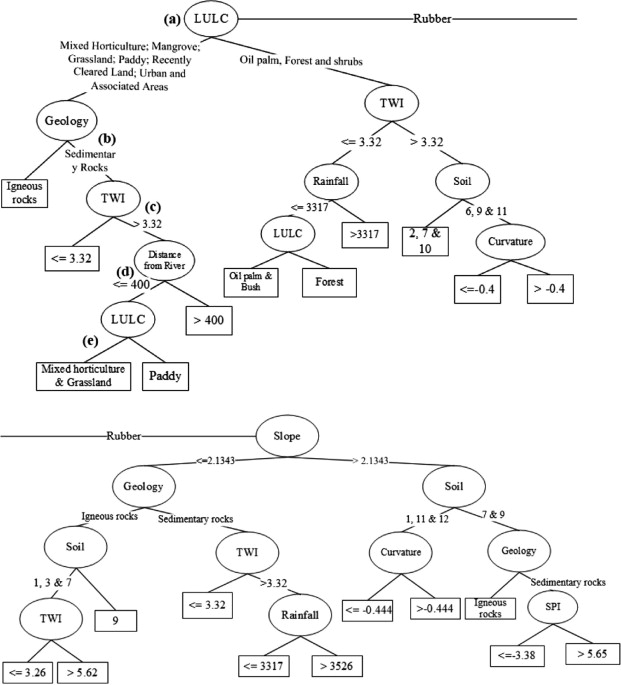 (a) LULC Rubber
Mixed Horticulture; Mangrove;
Grassland; Paddy; Recently
Cleared Land; Urban and
Associated Areas
Oil palm, Forest and shrubs
Geology
TWI
(b)
<= 3.32 > 3.32
Sedimentar
y Rocks
Igneous
rocks
Rainfall
Soil
TWI
(c)
<= 3317
6, 9 & 11
> 3.32
LULC
>3317
2, 7 &
10
Curvature
<= 3.32
Distance
from River
(d)
<= 400
Oil palm &
Bush
Forest
<=-0.4
> -0.4
LULC
> 400
(e)
Mixed horticulture
& Grassland
Paddy
Rubber
Slope
<=2.1343
> 2.1343
Geology
Soil
Igneous rocks
Sedimentary rocks
1, 11 & 12
7 & 9
Soil
TWI
Curvature
Geology
1, 3 & 7
>3.32
Sedimentary rocks
TWI
9
<= 3.32
Rainfall
<= -0.444
>-0.444
Igneous
rocks
SPI
<= 3.26
> 5.62
<= 3317
> 3526
<=-3.38
> 5.65